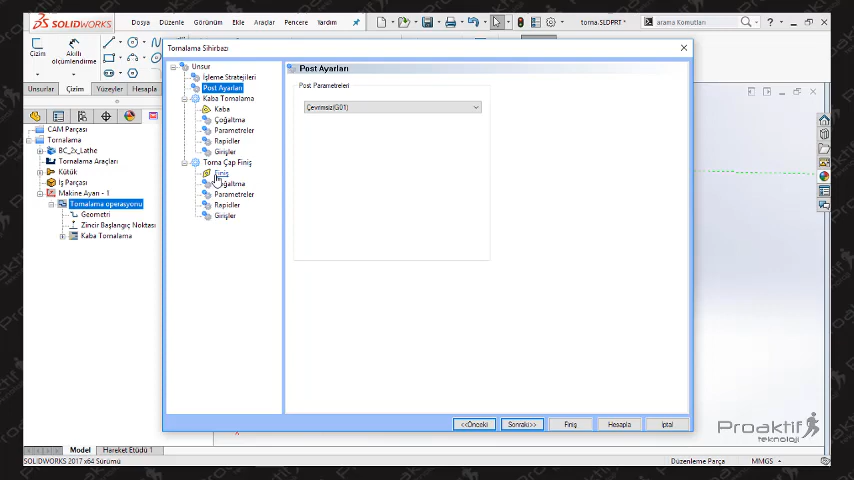 SOLIDWORKS
Dosya Düzenle Görünüm Ekle Araçlar Pencere Yardım
torna.SLDPRT *
arama Komutları
Çizim
Akıllı ölçümlendirme
Unsurlar Çizim Yüzeyler Hesapla
CAM Parçası
Tornalama
BC_2x_Lathe
Tornalama Araçları
Kütük
İş Parçası
Makine Ayarı - 1
Tornalama operasyonu
Geometri
Zincir Başlangıç Noktası
Kaba Tornalama
Tornalama Sihirbazı
Unsur
İşleme Stratejileri
Post Ayarları
Kaba Tornalama
Kaba
Çoğaltma
Parametreler
Rapidler
Girişler
Torna Çap Finiş
Finiş
Çoğaltma
Parametreler
Rapidler
Girişler
Post Ayarları
Post Parametreleri
Çevrimsiz(G01)
<<Önceki Sonraki>> Finiş Hesapla İptal
Proaktif
teknoloji
Model Hareket Etüdü 1
SOLIDWORKS 2017 x64 Sürümü
Düzenleme Parça MMGS